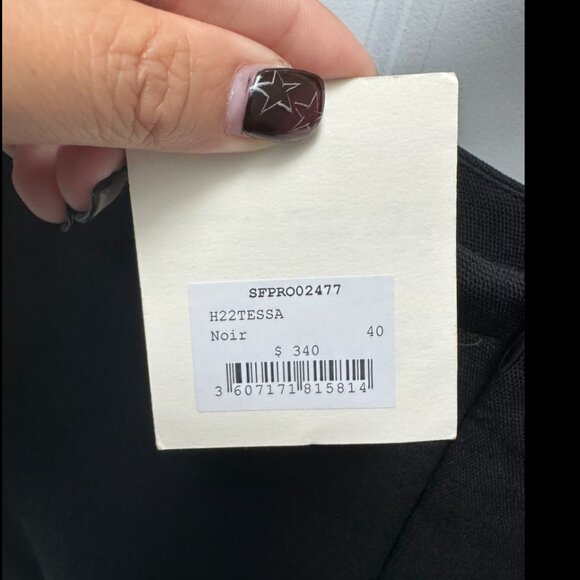 SFPRO02477
H22TESSA
Noir 40
$ 340
3 607171 815814